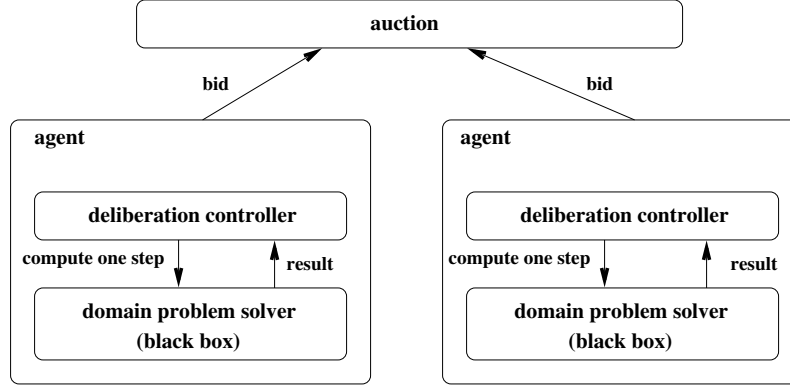 auction
bid
bid
agent
agent
deliberation controller
deliberation controller
compute one step
result
compute one step
result
domain problem solver
(black box)
domain problem solver
(black box)